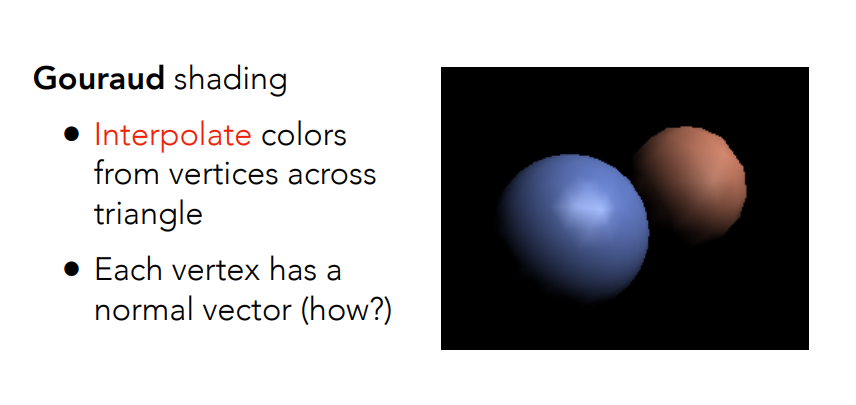 Gouraud shading
• Interpolate colors
from vertices across
triangle
• Each vertex has a
normal vector (how?)